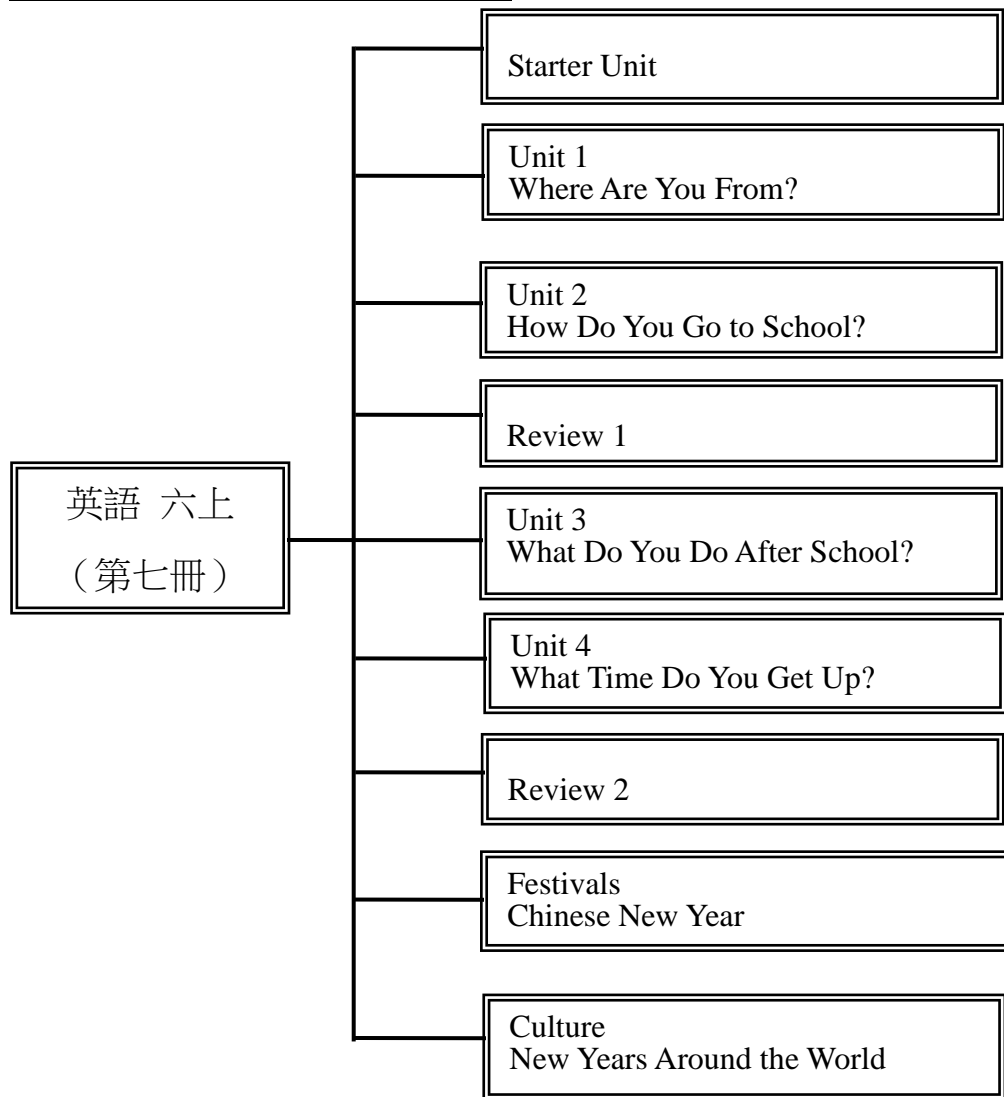 Starter Unit
Unit 1
Where Are You From?
Unit 2
How Do You Go to School?
Review 1
英語 六上
（第七冊）
Unit 3
What Do You Do After School?
Unit 4
What Time Do You Get Up?
Review 2
Festivals
Chinese New Year
Culture
New Years Around the World